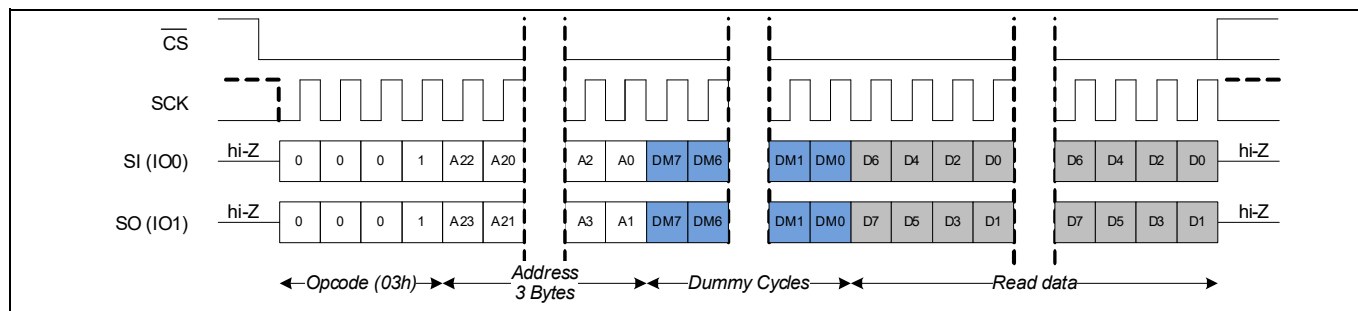 CS
SCK
SI (IO0) hi-Z 0 0 0 1 A22 A20 A2 A0 DM7 DM6 DM1 DM0 D6 D4 D2 D0 D6 D4 D2 D0 hi-Z
SO (IO1) hi-Z 0 0 0 1 A23 A21 A3 A1 DM7 DM6 DM1 DM0 D7 D5 D3 D1 D7 D5 D3 D1 hi-Z
Opcode (03h) Address Dummy Cycles Read data
3 Bytes